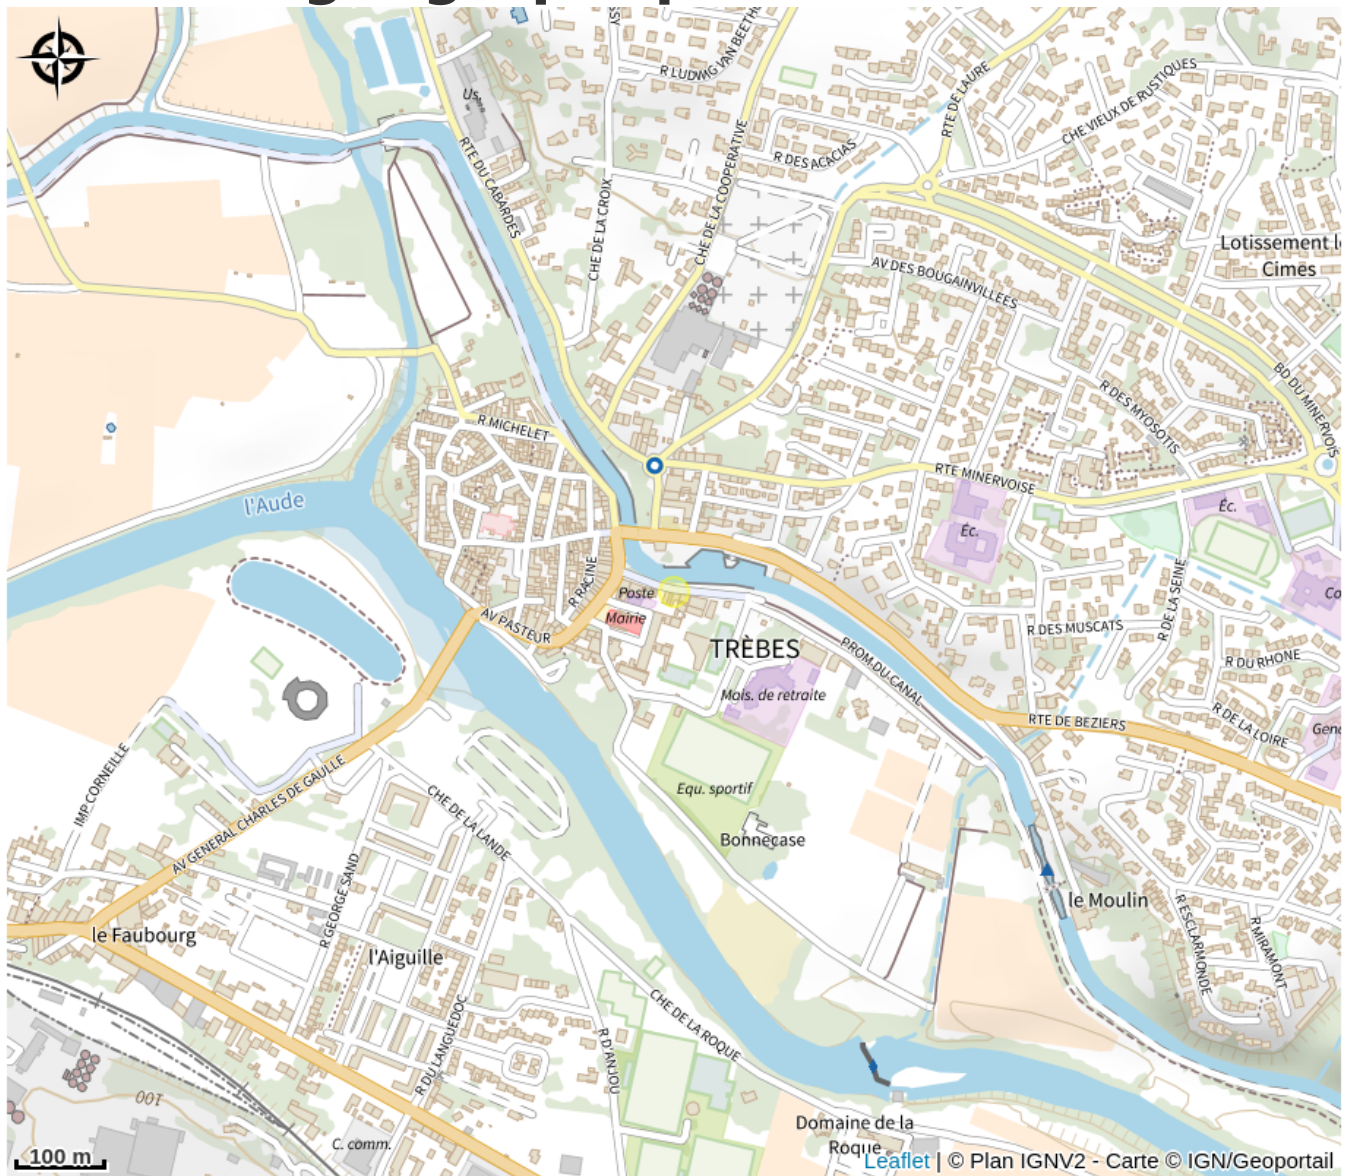 R LUDWIG VAN BEETH
RTE DE LAURE
CHE VIEUX DE RUSTIQUES
RTE DU CABARDES
CHE DE LA COOPERATIVE
R DES ACACIAS
CHE DE LA CROIX
Lotissement l
Cimes
AV DES BOUGAINVILLEES
BD DU MINERVOIS
R DES MYOSOTIS
R MICHELET
RTE MINERVOISE
l'Aude
Éc.
Éc.
R RACINE
Poste
Mairie
AV PASTEUR
TRÈBES
R DE LA SEINE
Co
R DES MUSCATS
PROM DU CANAL
R DU RHONE
Mais. de retraite
R DE LA LOIRE
RTE DE BEZIERS
Gend
IMP CORNEILLE
AV GENERAL CHARLES DE GAULLE
CHE DE LA LANDE
Equ. sportif
Bonnecase
R GEORGE SAND
le Moulin
R ESCLARMONDE
R MIRAMONT
le Faubourg
l'Aiguille
R DU LANGUEDOC
CHE DE LA ROQUE
R D'ANJOU
100
C. comm.
Domaine de la
Roque
100 m
Leaflet | © Plan IGNV2 - Carte © IGN/Geoportail